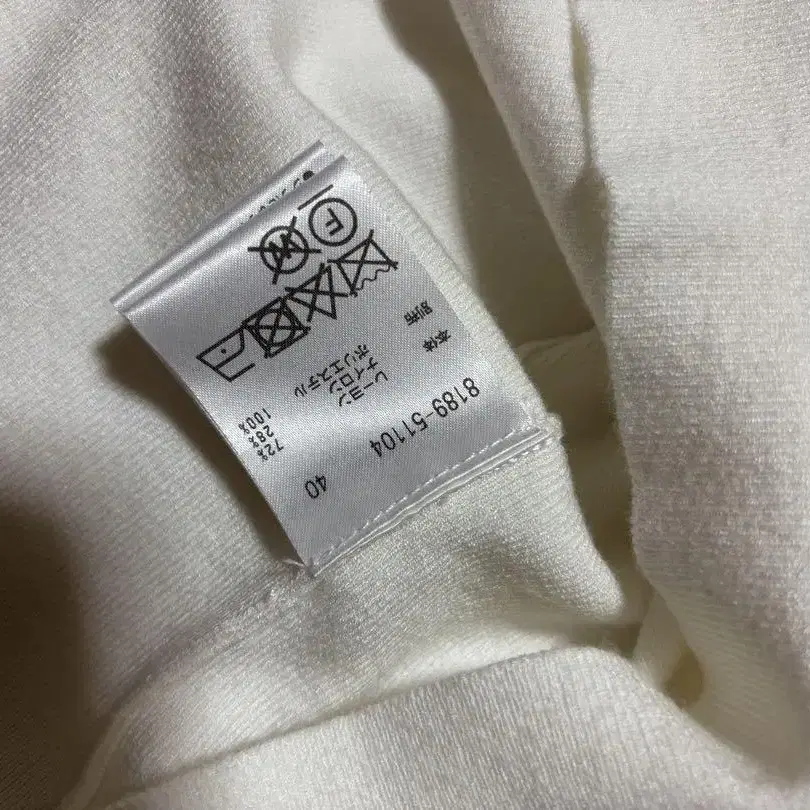 8189-51104 40
本体 レーヨン 72%
ナイロン 28%
別布 ポリエステル 100%
F
W